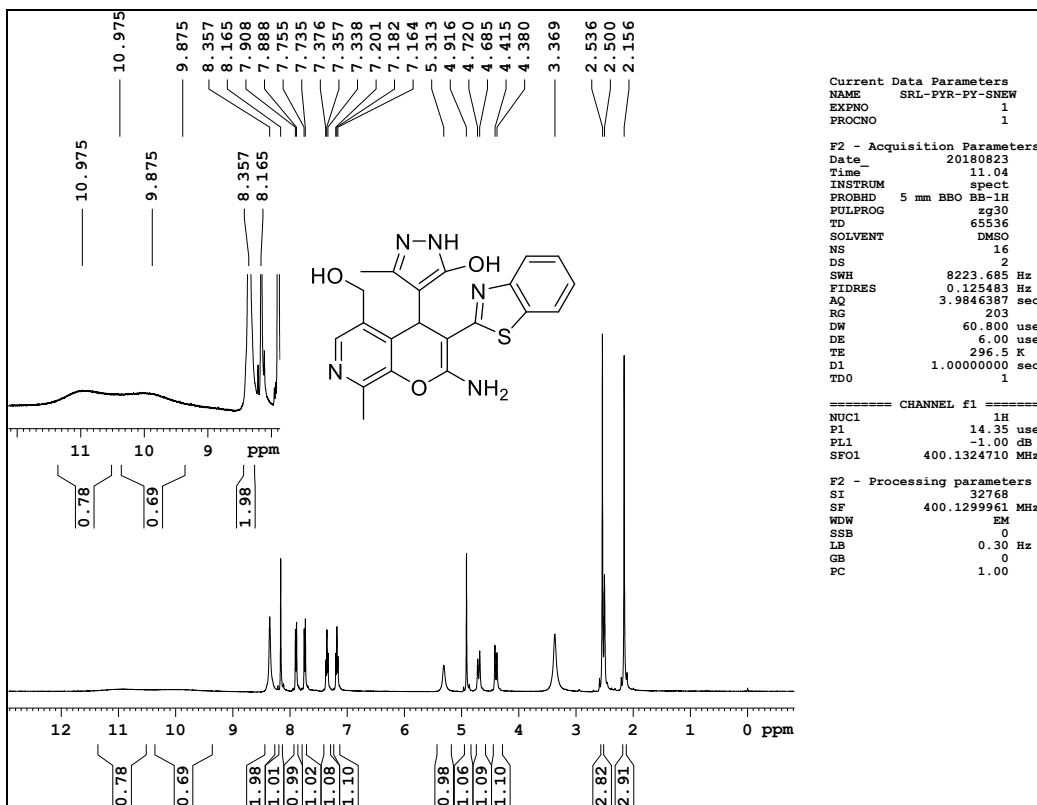 10.975
9.875
8.357
8.165
7.908
7.888
7.755
7.735
7.376
7.357
7.338
7.201
7.182
7.164
5.313
4.916
4.720
4.685
4.415
4.380
3.369
2.536
2.500
2.156
10.975
9.875
8.357
8.165
N NH
OH
HO
N
S
N
O NH2
11 10 9 ppm
0.78 0.69 1.98
12 11 10 9 8 7 6 5 4 3 2 1 0 ppm
0.78
0.69
1.98
1.01
0.99
1.02
1.08
1.10
0.98
1.06
1.09
1.10
2.82
2.91
Current Data Parameters
NAME SRL-PYR-PY-SNEW
EXPNO 1
PROCNO 1
F2 - Acquisition Parameters
Date_ 20180823
Time 11.04
INSTRUM spect
PROBHD 5 mm BBO BB-1H
PULPROG zg30
TD 65536
SOLVENT DMSO
NS 16
DS 2
SWH 8223.685 Hz
FIDRES 0.125483 Hz
AQ 3.9846387 sec
RG 203
DW 60.800 use
DE 6.00 use
TE 296.5 K
D1 1.00000000 sec
TD0 1
======== CHANNEL f1 =======
NUC1 1H
P1 14.35 use
PL1 -1.00 dB
SFO1 400.1324710 MHz
F2 - Processing parameters
SI 32768
SF 400.1299961 MHz
WDW EM
SSB 0
LB 0.30 Hz
GB 0
PC 1.00